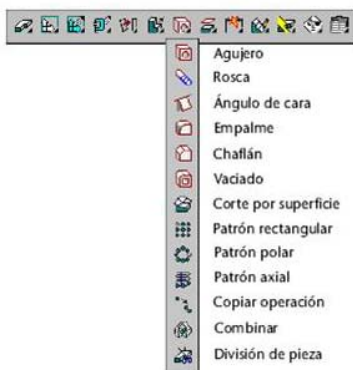 Agujero
Rosca
Ángulo de cara
Empalme
Chaflán
Vaciado
Corte por superficie
Patrón rectangular
Patrón polar
Patrón axial
Copiar operación
Combinar
División de pieza